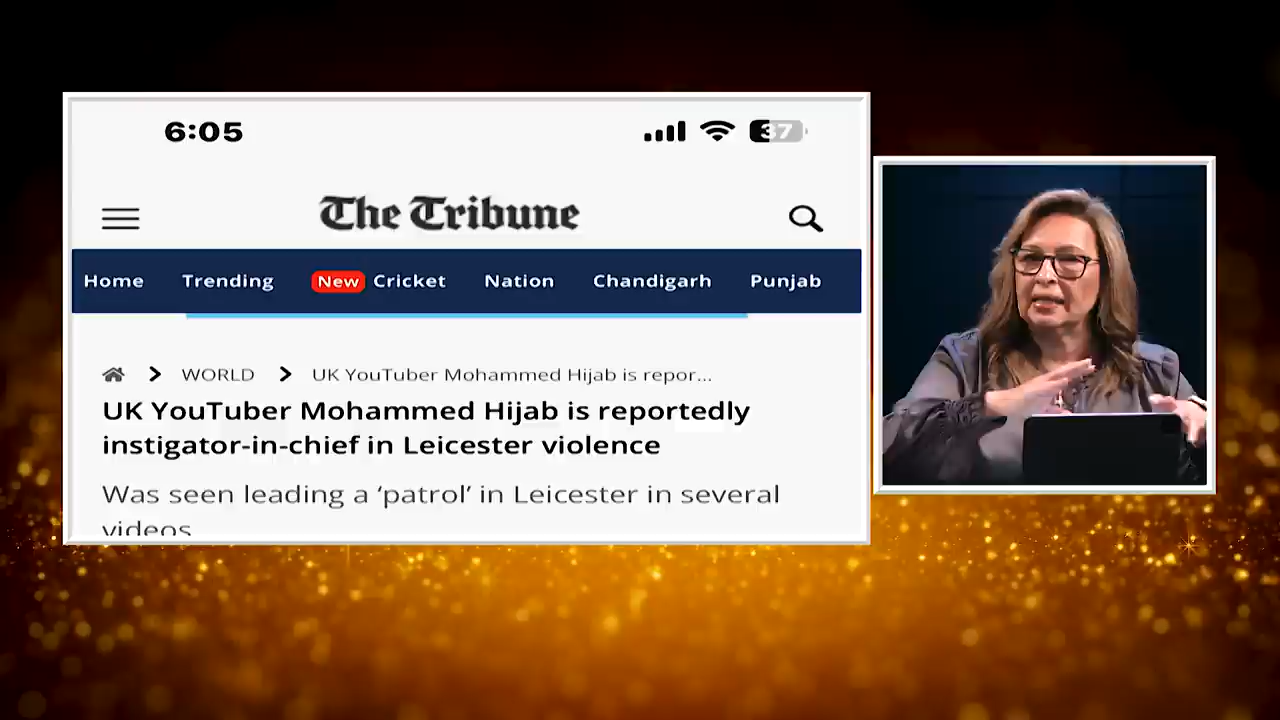 6:05
37
The Tribune
Home Trending New Cricket Nation Chandigarh Punjab
WORLD UK YouTuber Mohammed Hijab is repor...
UK YouTuber Mohammed Hijab is reportedly
instigator-in-chief in Leicester violence
Was seen leading a ‘patrol’ in Leicester in several
videos